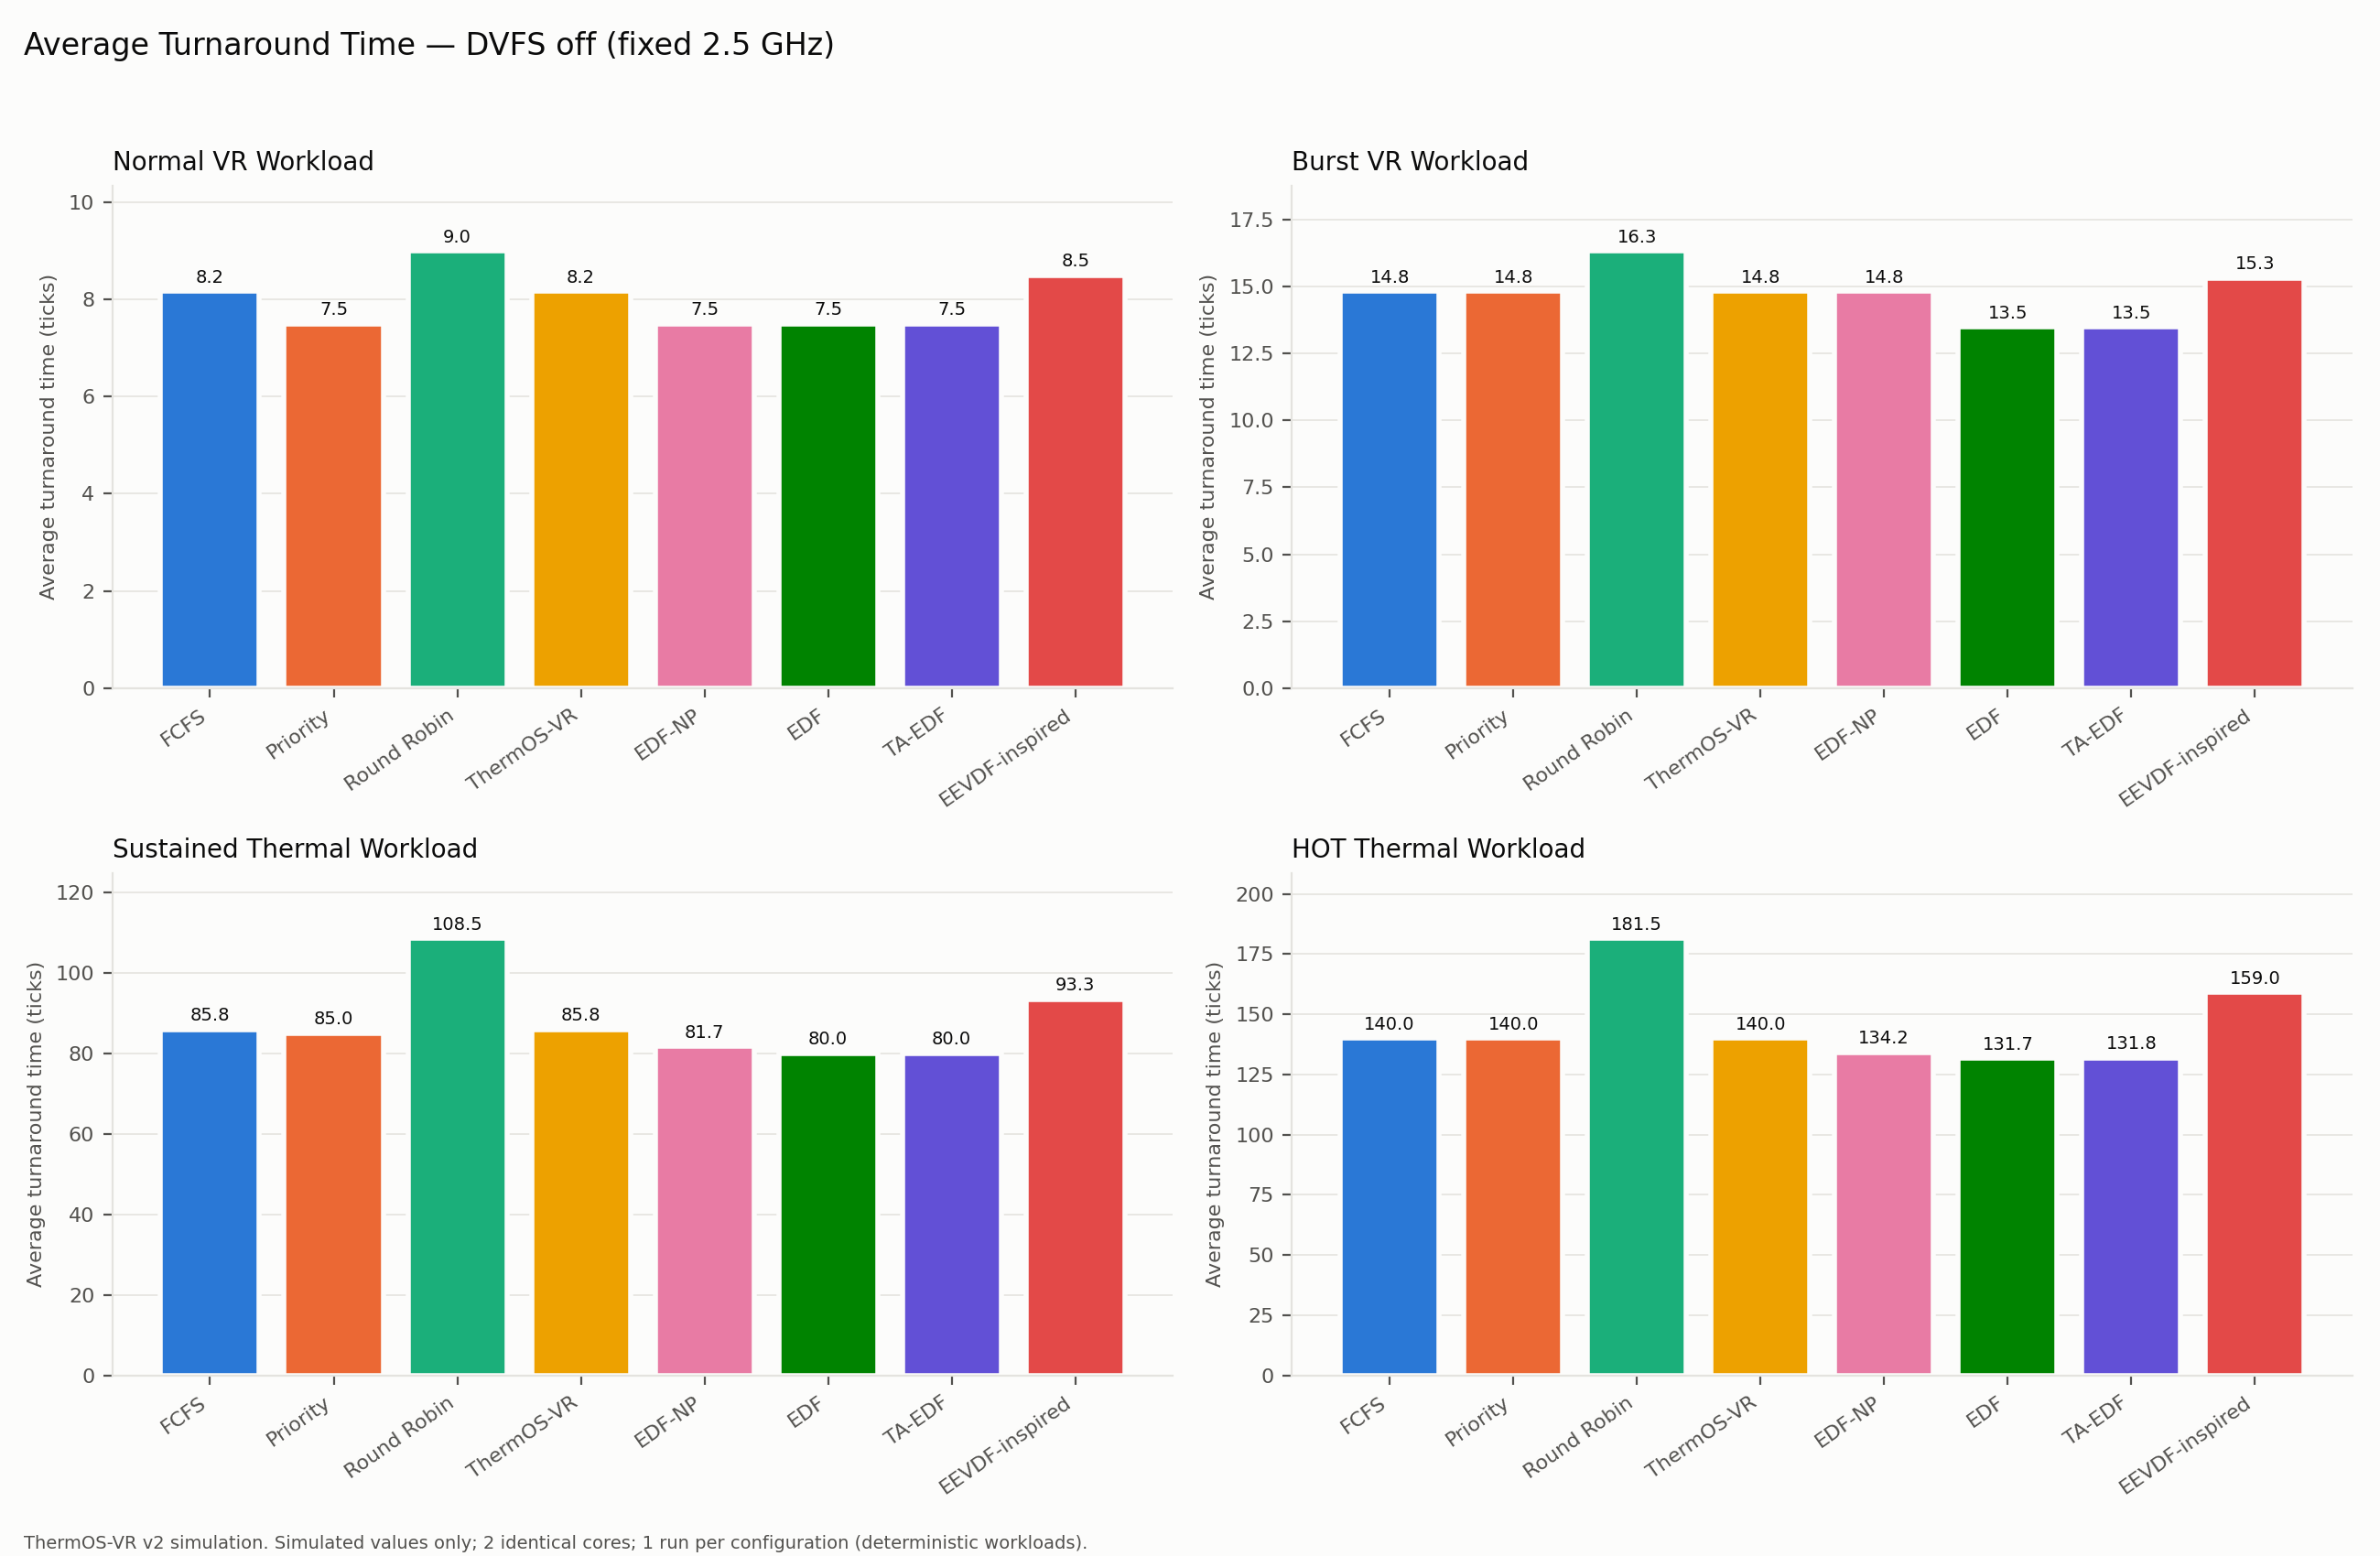 Average Turnaround Time — DVFS off (fixed 2.5 GHz)
Normal VR Workload
Average turnaround time (ticks)
10
8
6
4
2
0
8.2
7.5
9.0
8.2
7.5
7.5
7.5
8.5
FCFS
Priority
Round Robin
ThermOS-VR
EDF-NP
EDF
TA-EDF
EEVDF-inspired
Burst VR Workload
Average turnaround time (ticks)
17.5
15.0
12.5
10.0
7.5
5.0
2.5
0.0
14.8
14.8
16.3
14.8
14.8
13.5
13.5
15.3
FCFS
Priority
Round Robin
ThermOS-VR
EDF-NP
EDF
TA-EDF
EEVDF-inspired
Sustained Thermal Workload
Average turnaround time (ticks)
120
100
80
60
40
20
0
85.8
85.0
108.5
85.8
81.7
80.0
80.0
93.3
FCFS
Priority
Round Robin
ThermOS-VR
EDF-NP
EDF
TA-EDF
EEVDF-inspired
HOT Thermal Workload
Average turnaround time (ticks)
200
175
150
125
100
75
50
25
0
140.0
140.0
181.5
140.0
134.2
131.7
131.8
159.0
FCFS
Priority
Round Robin
ThermOS-VR
EDF-NP
EDF
TA-EDF
EEVDF-inspired
ThermOS-VR v2 simulation. Simulated values only; 2 identical cores; 1 run per configuration (deterministic workloads).